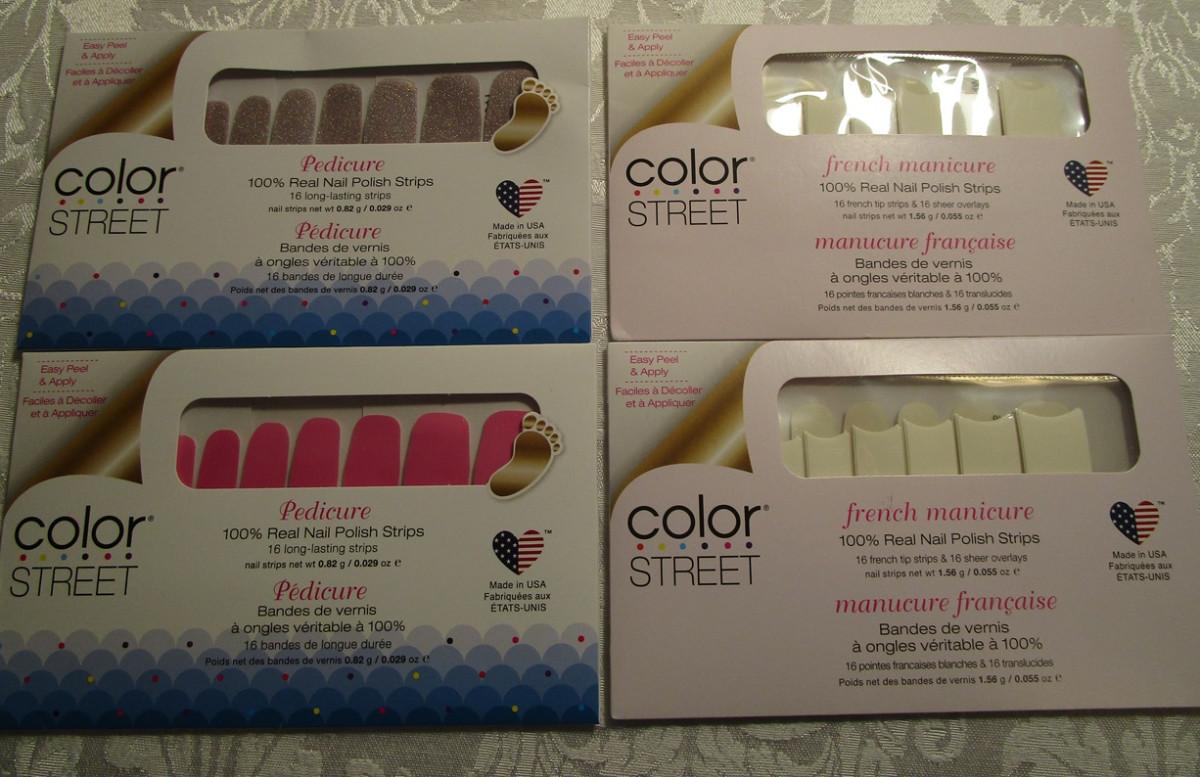 Easy Peel
& Apply
Faciles à Décoller
et à Appliquer
color®
STREET
Pedicure
100% Real Nail Polish Strips
16 long-lasting strips
nail strips net wt 0.82 g / 0.029 oz ℮
Pédicure
Bandes de vernis
à ongles véritable à 100%
16 bandes de longue durée
Poids net des bandes de vernis 0.82 g / 0.029 oz ℮
™
Made in USA
Fabriquées aux
ÉTATS-UNIS
Easy Peel
& Apply
Faciles à Décoller
et à Appliquer
color®
STREET
french manicure
100% Real Nail Polish Strips
16 french tip strips & 16 sheer overlays
nail strips net wt 1.56 g / 0.055 oz ℮
manucure française
Bandes de vernis
à ongles véritable à 100%
16 pointes francaises blanches & 16 translucides
Poids net des bandes de vernis 1.56 g / 0.055 oz ℮
™
Made in USA
Fabriquées aux
ÉTATS-UNIS
Easy Peel
& Apply
Faciles à Décoller
et à Appliquer
color®
STREET
Pedicure
100% Real Nail Polish Strips
16 long-lasting strips
nail strips net wt 0.82 g / 0.029 oz ℮
Pédicure
Bandes de vernis
à ongles véritable à 100%
16 bandes de longue durée
Poids net des bandes de vernis 0.82 g / 0.029 oz ℮
™
Made in USA
Fabriquées aux
ÉTATS-UNIS
Easy Peel
& Apply
Faciles à Décoller
et à Appliquer
color®
STREET
french manicure
100% Real Nail Polish Strips
16 french tip strips & 16 sheer overlays
nail strips net wt 1.56 g / 0.055 oz ℮
manucure française
Bandes de vernis
à ongles véritable à 100%
16 pointes francaises blanches & 16 translucides
Poids net des bandes de vernis 1.56 g / 0.055 oz ℮
™
Made in USA
Fabriquées aux
ÉTATS-UNIS